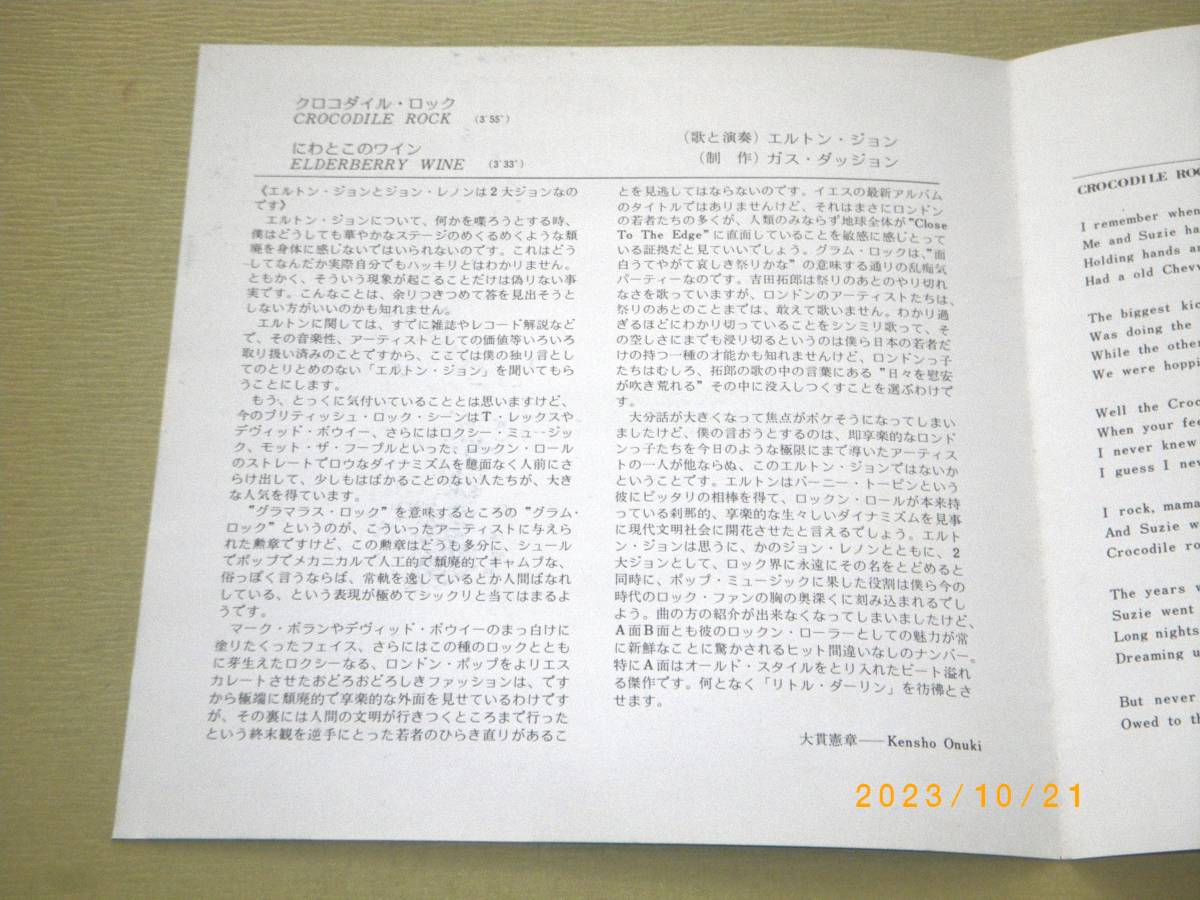 クロコダイル・ロック
CROCODILE ROCK (3'55")
にわとこのワイン
ELDERBERRY WINE (3'33")
(歌と演奏) エルトン・ジョン
(制 作) ガス・ダッジョン
《エルトン・ジョンとジョン・レノンは2大ジョンなの
です》
エルトン・ジョンについて、何かを喋ろうとする時、
僕はどうしても華やかなステージのめくるめくような頽
廃を身体に感じないではいられないのです。これはどう
してなんだか実際自分でもハッキリとはわかりません。
ともかく、そういう現象が起こることだけは偽りない事
実です。こんなことは、余りつきつめて答を見出そうと
しない方がいいのかも知れません。
エルトンに関しては、すでに雑誌やレコード解説など
で、その音楽性、アーティストとしての価値等いろいろ
取り扱い済みのことですから、ここでは僕の独り言とし
てのとりとめのない「エルトン・ジョン」を聞いてもら
うことにします。
もう、とっくに気付いていることとは思いますけど、
今のブリティッシュ・ロック・シーンはT・レックスや
デヴィッド・ボウイー、さらにはロクシー・ミュージッ
ク、モット・ザ・フープルといった、ロックン・ロール
のストレートでロウなダイナミズムを臆面なく人前にさ
らけ出して、少しもはばかることのない人たちが、大き
な人気を得ています。
"グラマラス・ロック"を意味するところの"グラム・
ロック"というのが、こういったアーティストに与えら
れた勲章ですけど、この勲章はどうも多分に、シュール
でポップでメカニカルで人工的で頽廃的でキャムプな、
俗っぽく言うならば、常軌を逸しているとか人間ばなれ
している、という表現が極めてシックリと当てはまるよ
うです。
マーク・ボランやデヴィッド・ボウイーのまっ白けに
塗りたくったフェイス、さらにはこの種のロックととも
に芽生えたロクシーなる、ロンドン・ポップをよりエス
カレートさせたおどろおどろしきファッションは、です
から極端に頽廃的で享楽的な外面を見せているわけです
が、その裏には人間の文明が行きつくところまで行った
という終末観を逆手にとった若者のひらき直りがあるこ
とを見逃してはならないのです。イエスの最新アルバム
のタイトルではありませんけど、それはまさにロンドン
の若者たちの多くが、人類のみならず地球全体が"Close
To The Edge"に直面していることを敏感に感じとって
いる証拠だと見ていいでしょう。グラム・ロックは、"面
白うてやがて哀しき祭りかな"の意味する通りの乱痴気
パーティーなのです。吉田拓郎は祭りのあとのやり切れ
なさを歌っていますが、ロンドンのアーティストたちは、
祭りのあとのことまでは、敢えて歌いません。わかり過
ぎるほどにわかり切っていることをシンミリ歌って、そ
の空しさにまでも浸り切るというのは僕ら日本の若者だ
けの持つ一種の才能かも知れませんけど、ロンドンっ子
たちはむしろ、拓郎の歌の中の言葉にある"日々を慰安
が吹き荒れる"その中に没入しつくすことを選ぶわけで
す。
大分話が大きくなって焦点がボケそうになってしまい
ましたけど、僕の言おうとするのは、即享楽的なロンド
ンっ子たちを今日のような極限にまで導いたアーティス
トの一人が他ならぬ、このエルトン・ジョンではないか
ということです。エルトンはバーニー・トーピンという
彼にピッタリの相棒を得て、ロックン・ロールが本来持
っている刹那的、享楽的な生々しいダイナミズムを見事
に現代文明社会に開花させたと言えるでしょう。エルト
ン・ジョンは思うに、かのジョン・レノンとともに、2
大ジョンとして、ロック界に永遠にその名をとどめると
同時に、ポップ・ミュージックに果した役割は僕ら今の
時代のロック・ファンの胸の奥深くに刻み込まれるでし
ょう。曲の方の紹介が出来なくなってしまいましたけど、
A面B面とも彼のロックン・ローラーとしての魅力が常
に新鮮なことに驚かされるヒット間違いなしのナンバー。
特にA面はオールド・スタイルをとり入れたビート溢れ
る傑作です。何となく「リトル・ダーリン」を彷彿とさ
せます。
大貫憲章——Kensho Onuki
CROCODILE ROC
I remember whe
Me and Suzie ha
Holding hands a
Had a old Chevy
The biggest kic
Was doing the
While the other
We were hoppi
Well the Croc
When your fee
I never knew
I guess I nev
I rock, mama
And Suzie w
Crocodile ro
The years
Suzie went
Long nights
Dreaming u
But never
Owed to th
2023/10/21